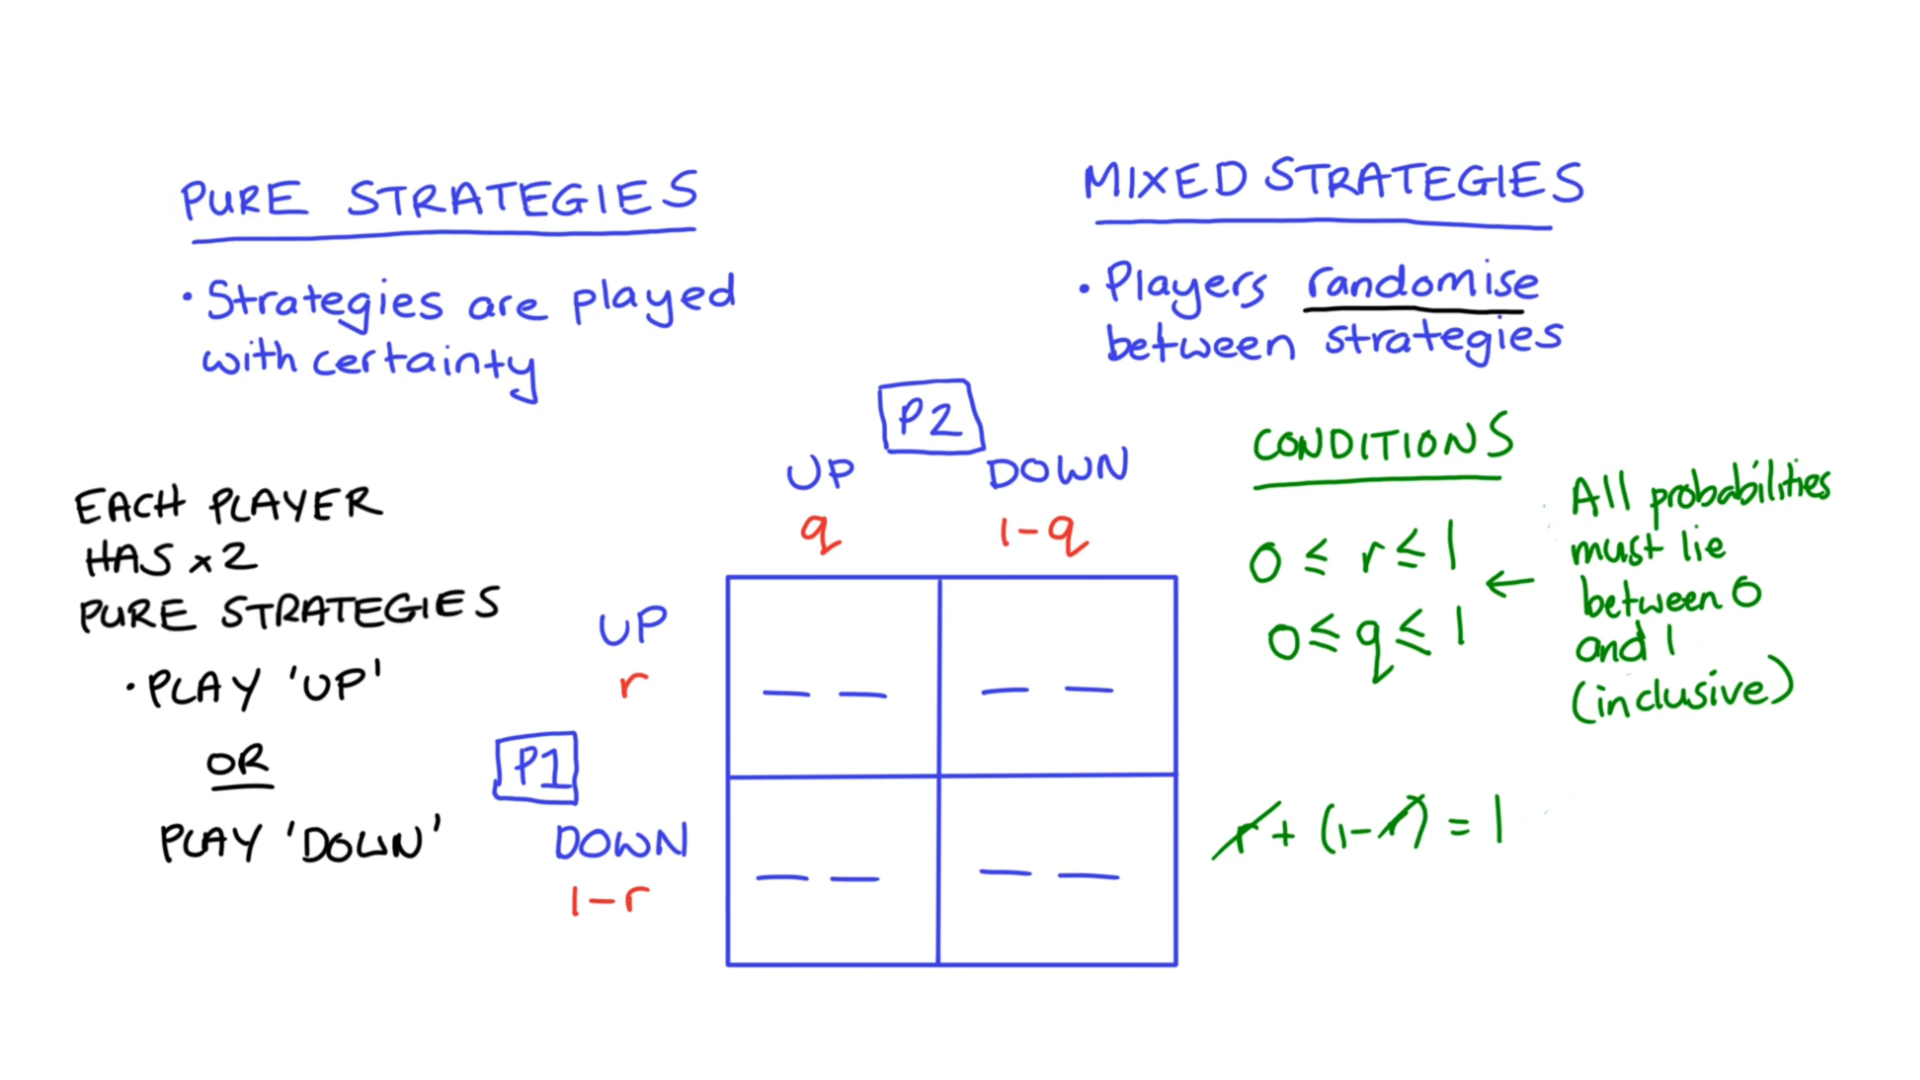 PURE STRATEGIES
• Strategies are played
with certainty
MIXED STRATEGIES
• Players randomise
between strategies
EACH PLAYER
HAS x2
PURE STRATEGIES
• PLAY 'UP'
OR
PLAY 'DOWN'
P2
UP DOWN
q 1-q
UP
r
P1
DOWN
1-r
— — — —
— — — —
CONDITIONS
0 ≤ r ≤ 1
0 ≤ q ≤ 1
←
All probabilities
must lie
between 0
and 1
(inclusive)
r + (1-r) = 1